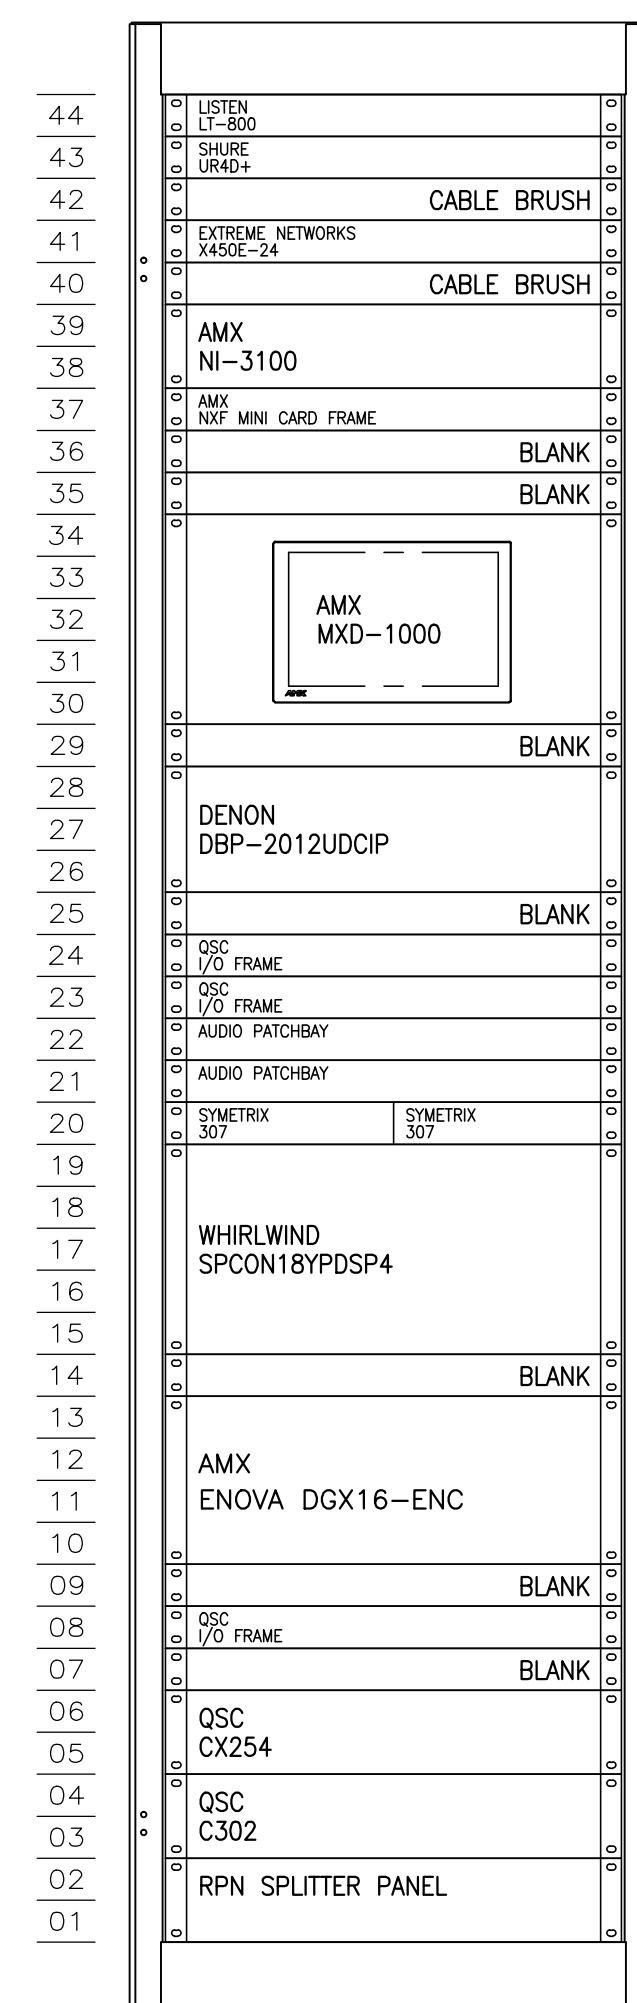 44
LISTEN
LT-800
43
SHURE
UR4D+
42
CABLE BRUSH
41
EXTREME NETWORKS
X450E-24
40
CABLE BRUSH
39
38
AMX
NI-3100
37
AMX
NXF MINI CARD FRAME
36
BLANK
35
BLANK
34
33
32
31
30
AMX
MXD-1000
AMX
29
BLANK
28
27
26
DENON
DBP-2012UDCIP
25
BLANK
24
QSC
I/O FRAME
23
QSC
I/O FRAME
22
AUDIO PATCHBAY
21
AUDIO PATCHBAY
20
SYMETRIX
307
SYMETRIX
307
19
18
17
16
15
WHIRLWIND
SPCON18YPDSP4
14
BLANK
13
12
11
10
AMX
ENOVA DGX16-ENC
09
BLANK
08
QSC
I/O FRAME
07
BLANK
06
05
QSC
CX254
04
03
QSC
C302
02
01
RPN SPLITTER PANEL